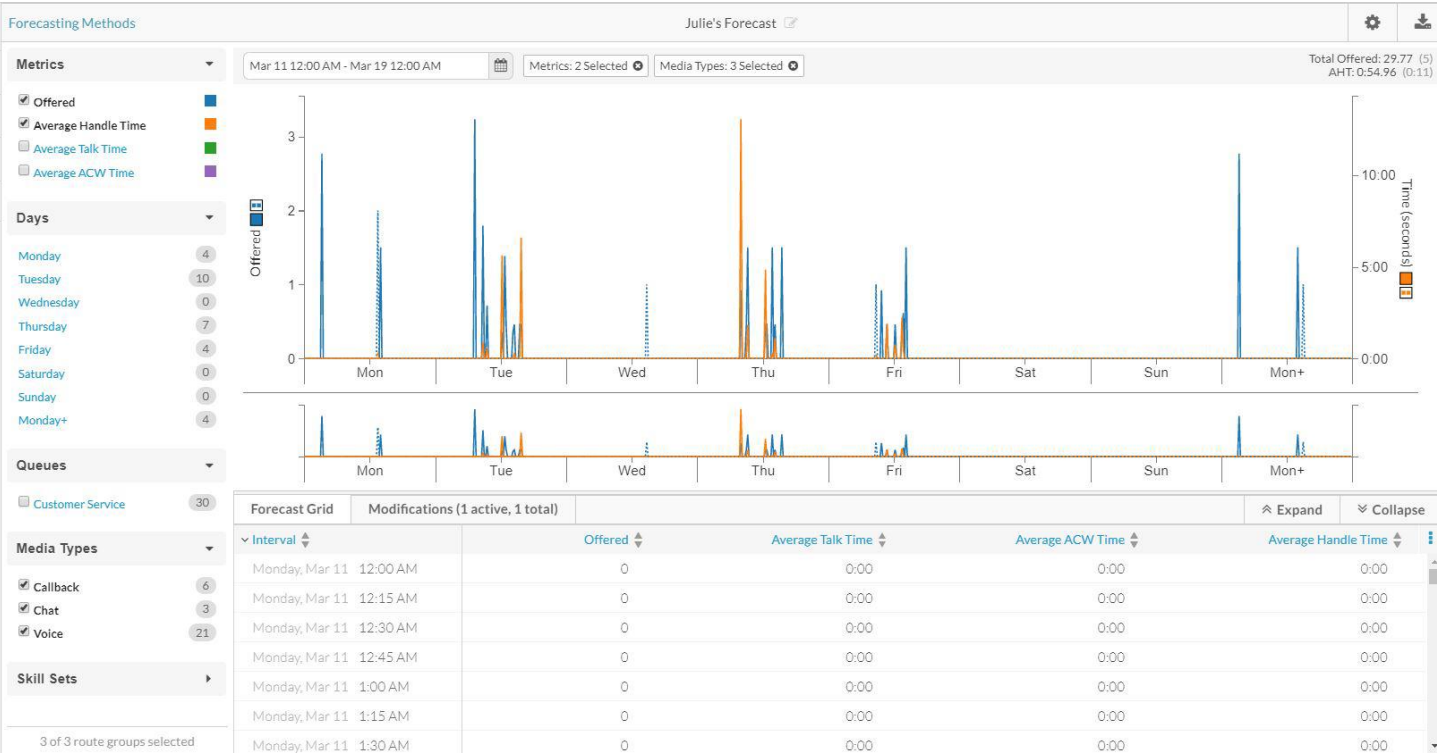 Forecasting Methods
Julie's Forecast
Metrics
Offered
Average Handle Time
Average Talk Time
Average ACW Time
Days
Monday 4
Tuesday 10
Wednesday 0
Thursday 7
Friday 4
Saturday 0
Sunday 0
Monday+ 4
Queues
Customer Service 30
Media Types
Callback 6
Chat 3
Voice 21
Skill Sets
3 of 3 route groups selected
Mar 11 12:00 AM - Mar 19 12:00 AM
Metrics: 2 Selected
Media Types: 3 Selected
Total Offered: 29.77 (5)
AHT: 0:54.96 (0:11)
Offered
3
2
1
0
10:00
5:00
0:00
Time (seconds)
Mon Tue Wed Thu Fri Sat Sun Mon+
Mon Tue Wed Thu Fri Sat Sun Mon+
Forecast Grid Modifications (1 active, 1 total) Expand Collapse
Interval Offered Average Talk Time Average ACW Time Average Handle Time
Monday, Mar 11 12:00 AM 0 0:00 0:00 0:00
Monday, Mar 11 12:15 AM 0 0:00 0:00 0:00
Monday, Mar 11 12:30 AM 0 0:00 0:00 0:00
Monday, Mar 11 12:45 AM 0 0:00 0:00 0:00
Monday, Mar 11 1:00 AM 0 0:00 0:00 0:00
Monday, Mar 11 1:15 AM 0 0:00 0:00 0:00
Monday, Mar 11 1:30 AM 0 0:00 0:00 0:00